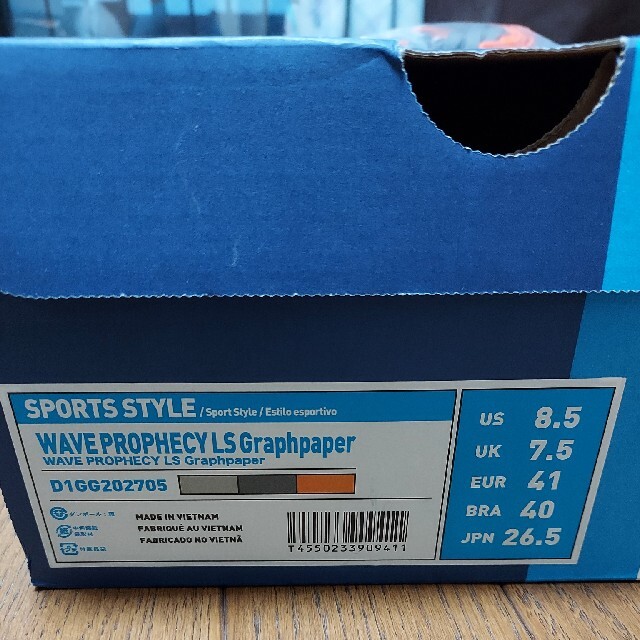 SPORTS STYLE / Sport Style / Estilo esportivo
WAVE PROPHECY LS Graphpaper
WAVE PROPHECY LS Graphpaper
D1GG202705
MADE IN VIETNAM
FABRIQUÉ AU VIETNAM
FABRICADO NO VIETNÃ
T4550233909411
US 8.5
UK 7.5
EUR 41
BRA 40
JPN 26.5